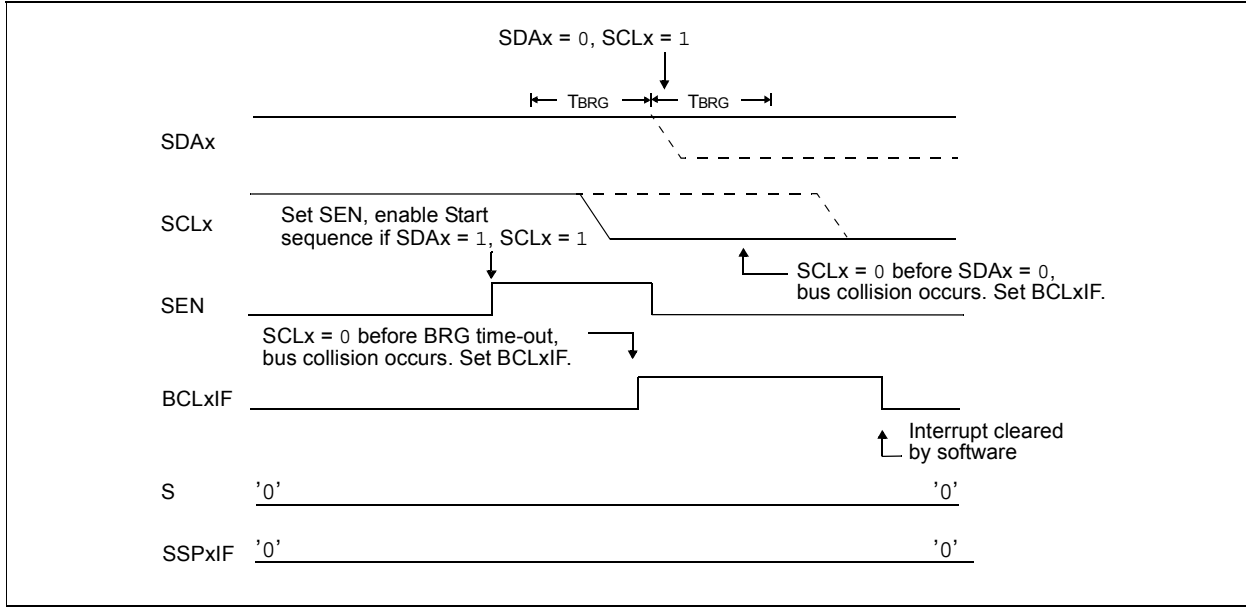 SDAx = 0, SCLx = 1
TBRG TBRG
SDAx
SCLx
Set SEN, enable Start
sequence if SDAx = 1, SCLx = 1
SCLx = 0 before SDAx = 0,
bus collision occurs. Set BCLxIF.
SEN
SCLx = 0 before BRG time-out,
bus collision occurs. Set BCLxIF.
BCLxIF
Interrupt cleared
by software
S '0' '0'
SSPxIF '0' '0'